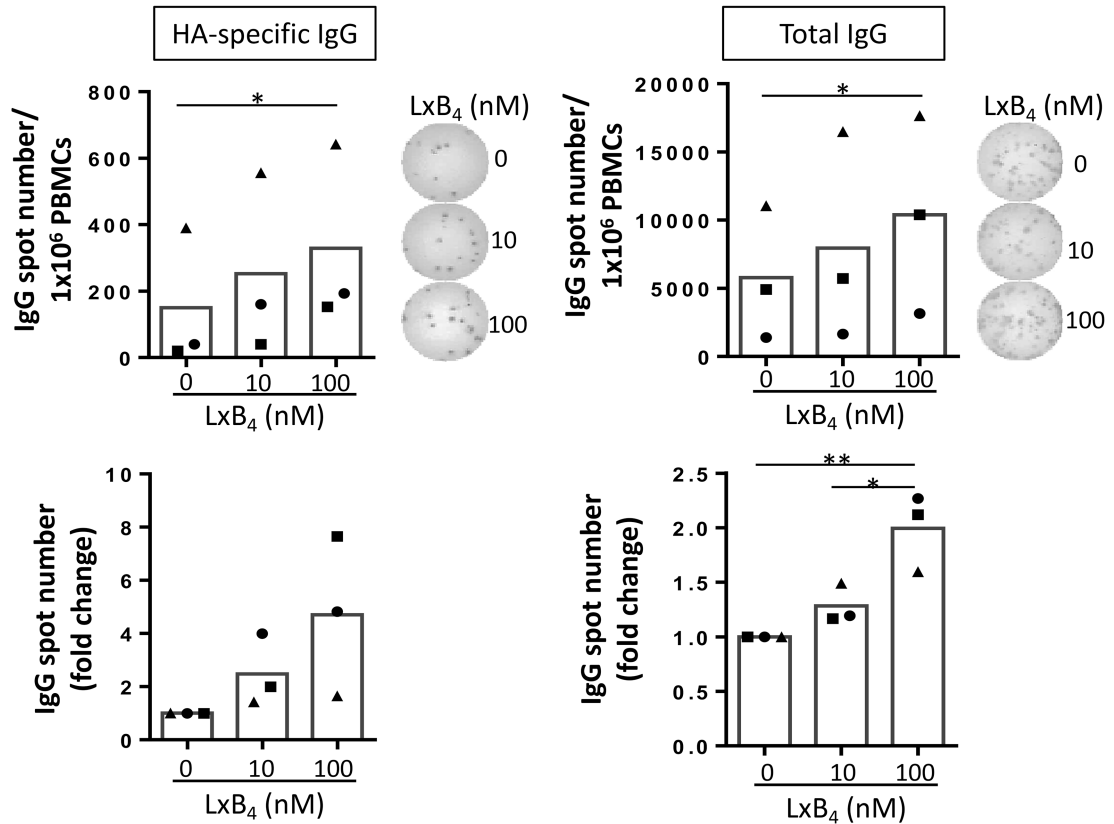 HA-specific IgG
IgG spot number/
1x10⁶ PBMCs
800
600
400
200
0
*
0
10
100
LxB₄ (nM)
LxB₄ (nM)
0
10
100
Total IgG
IgG spot number/
1x10⁶ PBMCs
20000
15000
10000
5000
0
*
0
10
100
LxB₄ (nM)
LxB₄ (nM)
0
10
100
IgG spot number
(fold change)
10
8
6
4
2
0
0
10
100
LxB₄ (nM)
IgG spot number
(fold change)
2.5
2.0
1.5
1.0
0.5
0.0
**
*
0
10
100
LxB₄ (nM)